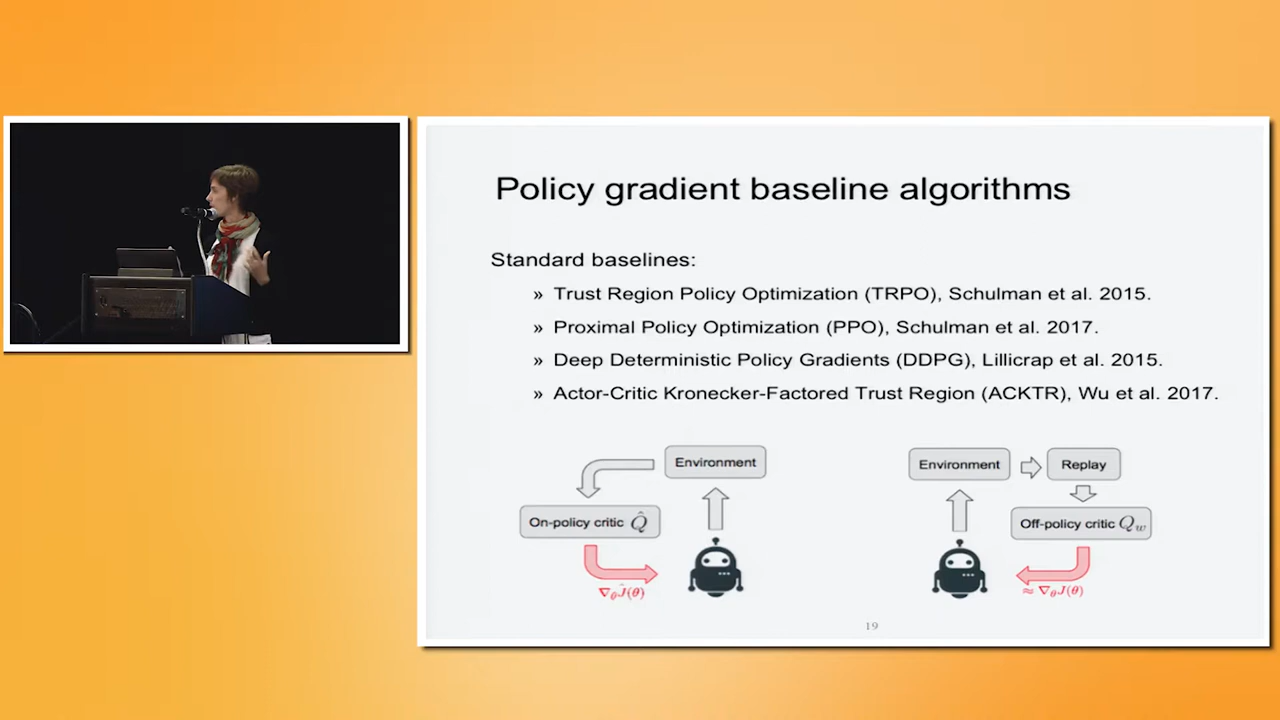 Policy gradient baseline algorithms
Standard baselines:
» Trust Region Policy Optimization (TRPO), Schulman et al. 2015.
» Proximal Policy Optimization (PPO), Schulman et al. 2017.
» Deep Deterministic Policy Gradients (DDPG), Lillicrap et al. 2015.
» Actor-Critic Kronecker-Factored Trust Region (ACKTR), Wu et al. 2017.
Environment
On-policy critic Q̂
∇θĴ(θ)
Environment
Replay
Off-policy critic Qw
≈ ∇θJ(θ)
19